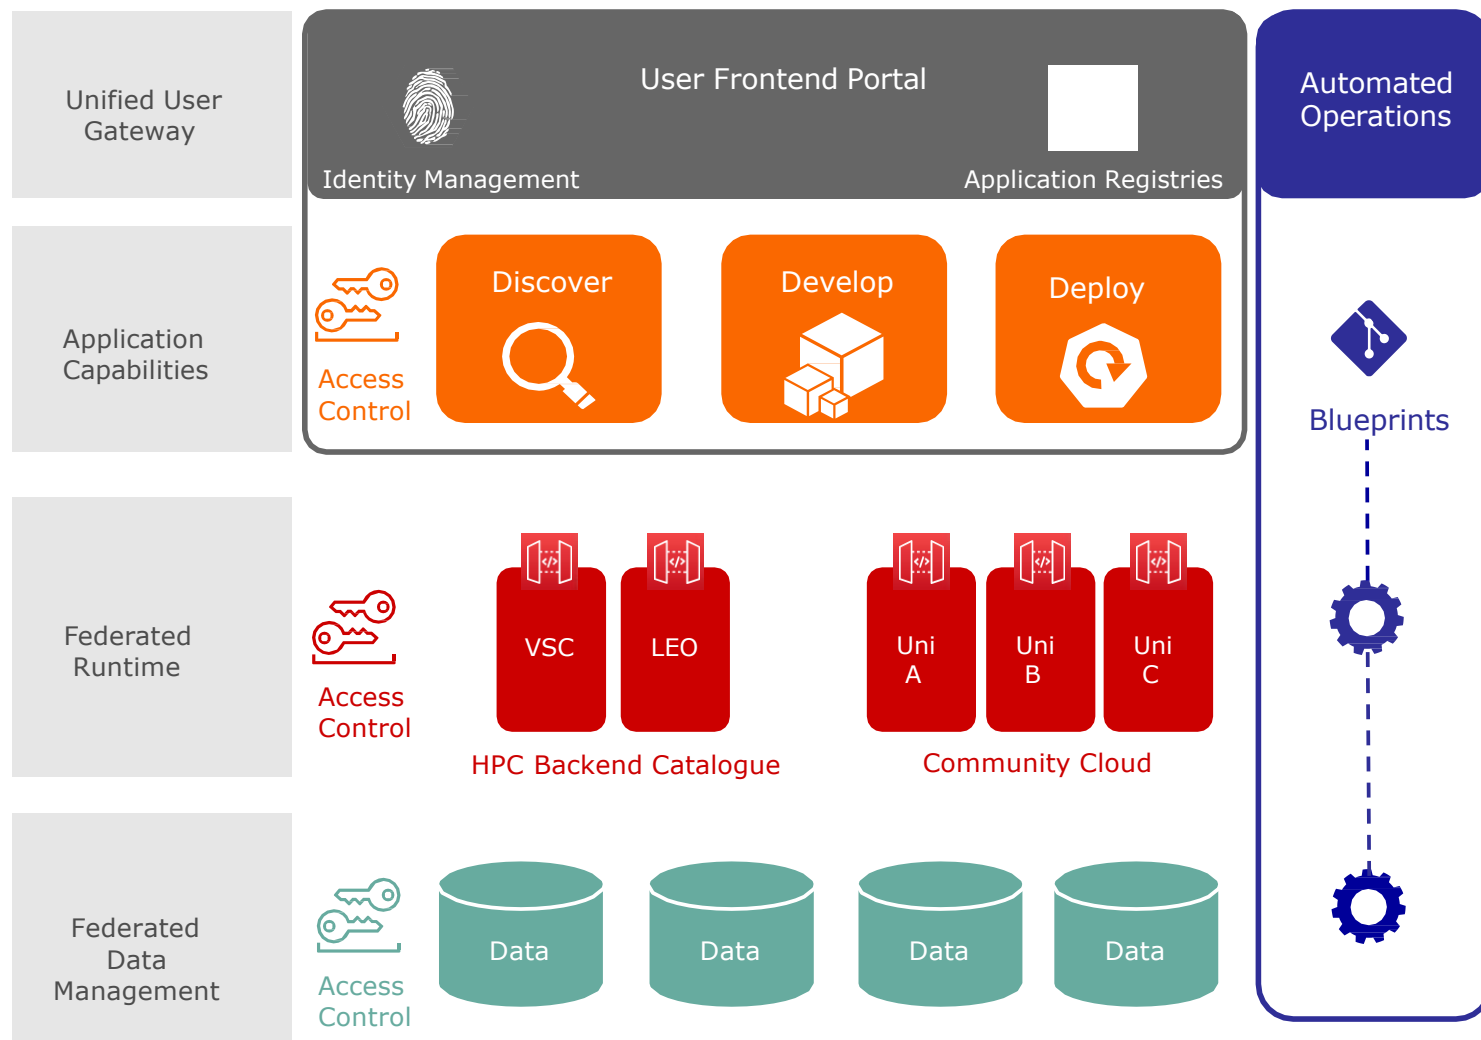 Unified User
Gateway
User Frontend Portal
Identity Management
Application Registries
Automated
Operations
Application
Capabilities
Access
Control
Discover
Develop
Deploy
Blueprints
Federated
Runtime
Access
Control
VSC
LEO
Uni
A
Uni
B
Uni
C
HPC Backend Catalogue
Community Cloud
Federated
Data
Management
Access
Control
Data
Data
Data
Data